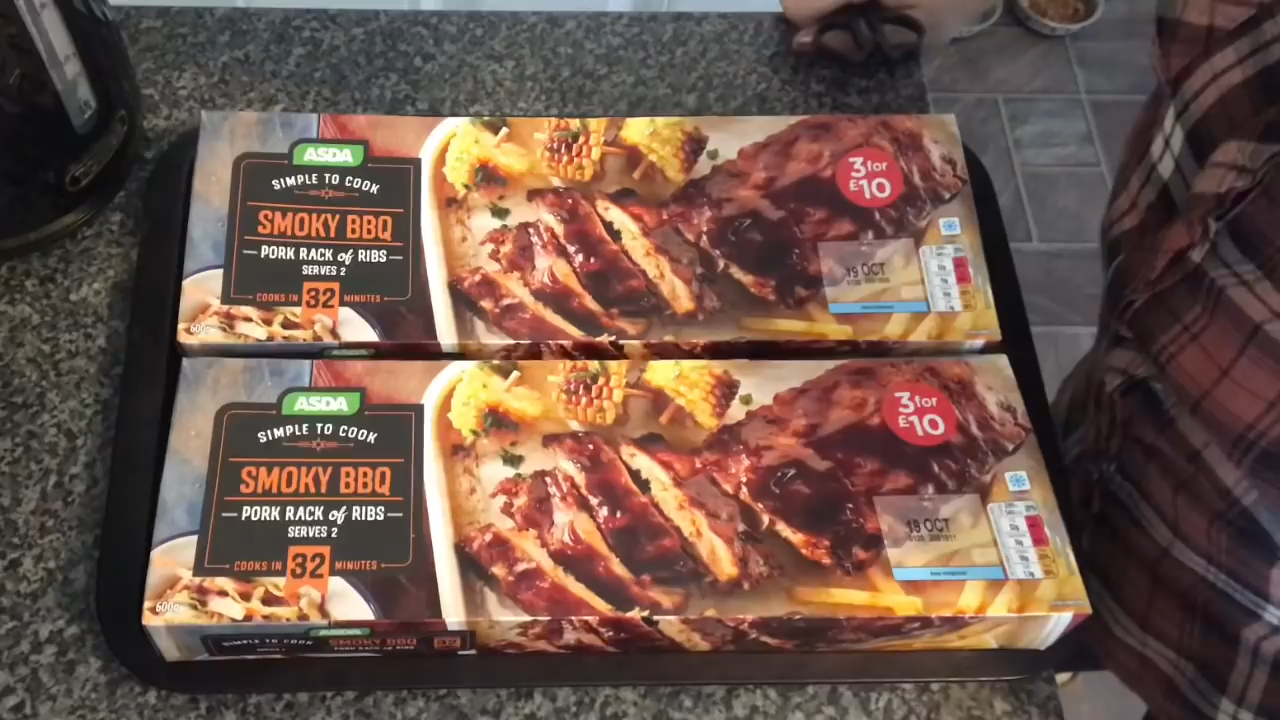 ASDA
SIMPLE TO COOK
SMOKY BBQ
PORK RACK of RIBS
SERVES 2
COOKS IN 32 MINUTES
600g
3 for
£10
19 OCT
ASDA
SIMPLE TO COOK
SMOKY BBQ
PORK RACK of RIBS
SERVES 2
COOKS IN 32 MINUTES
600g
3 for
£10
19 OCT
ASDA
SIMPLE TO COOK
SMOKY BBQ
PORK RACK of RIBS